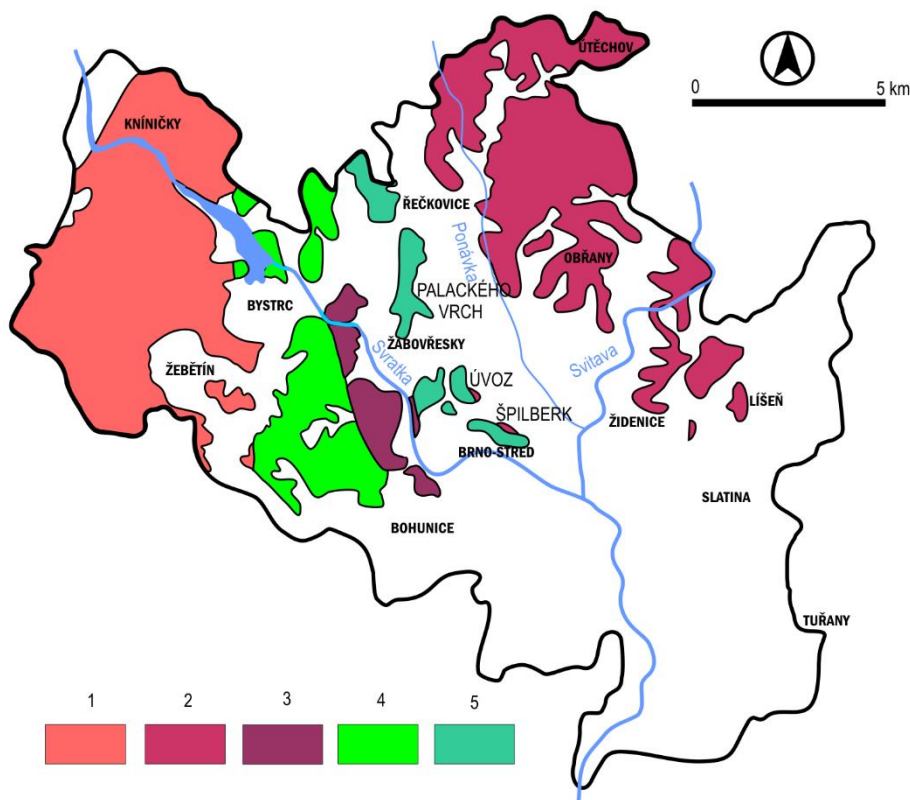 ÚTĚCHOV
0 5 km
KNÍNIČKY
ŘEČKOVICE
Ponávka
OBŘANY
PALACKÉHO
VRCH
BYSTRC
ŽABOVŘESKY
Svratka
Svitava
ŽEBĚTÍN
ÚVOZ
LÍŠEŇ
ŠPILBERK
ŽIDENICE
BRNO-STŘED
SLATINA
BOHUNICE
TUŘANY
1 2 3 4 5